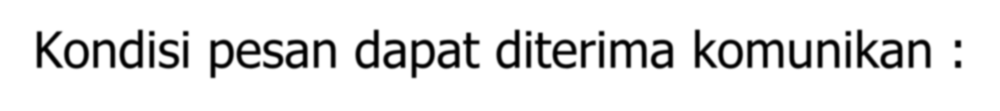 Kondisi pesan dapat diterima komunikan :